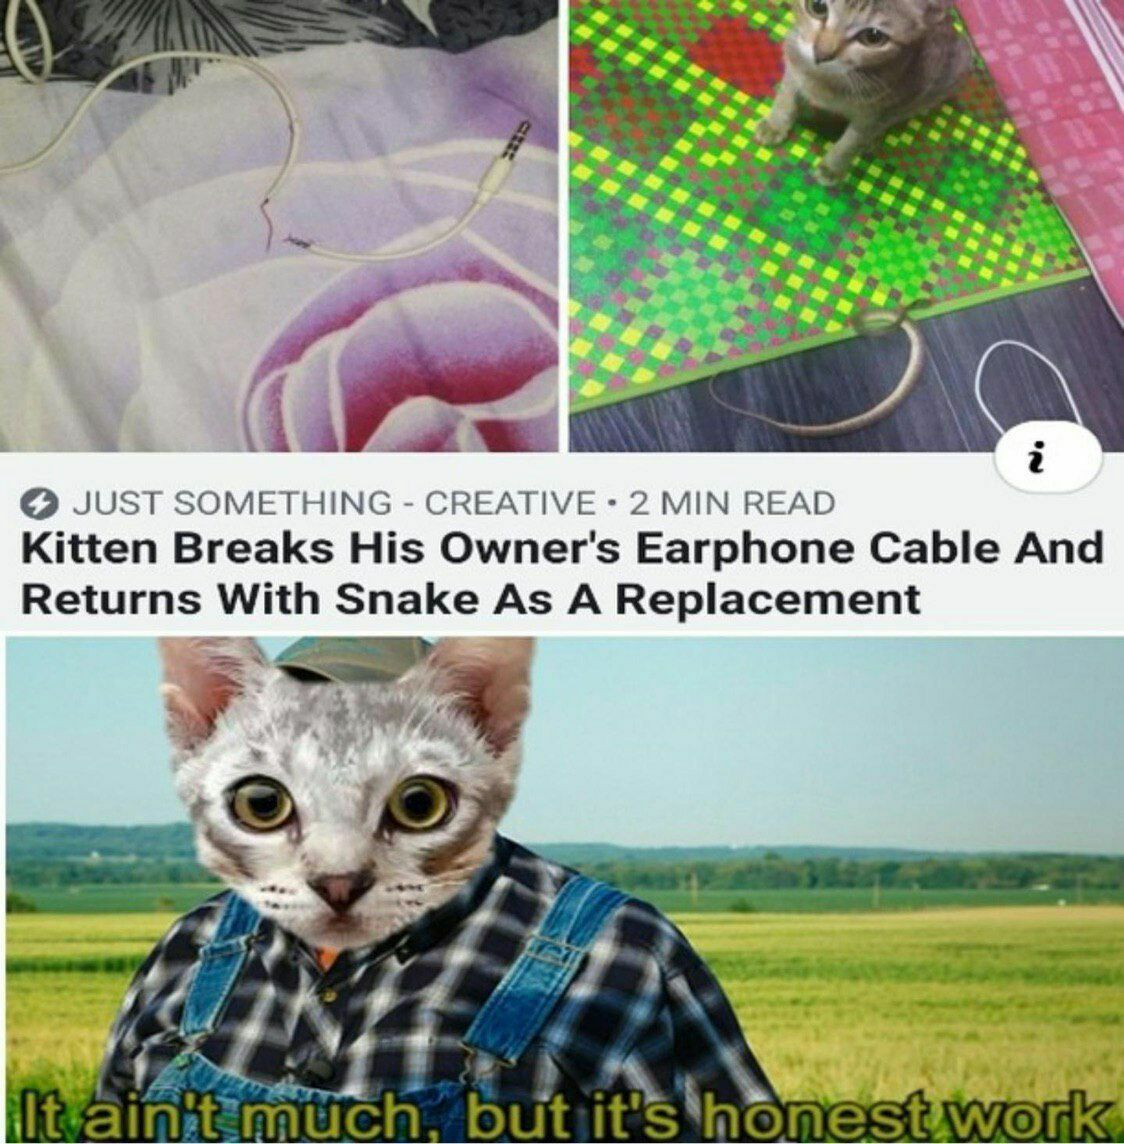 JUST SOMETHING - CREATIVE • 2 MIN READ
Kitten Breaks His Owner's Earphone Cable And
Returns With Snake As A Replacement
It ain't much, but it's honest work